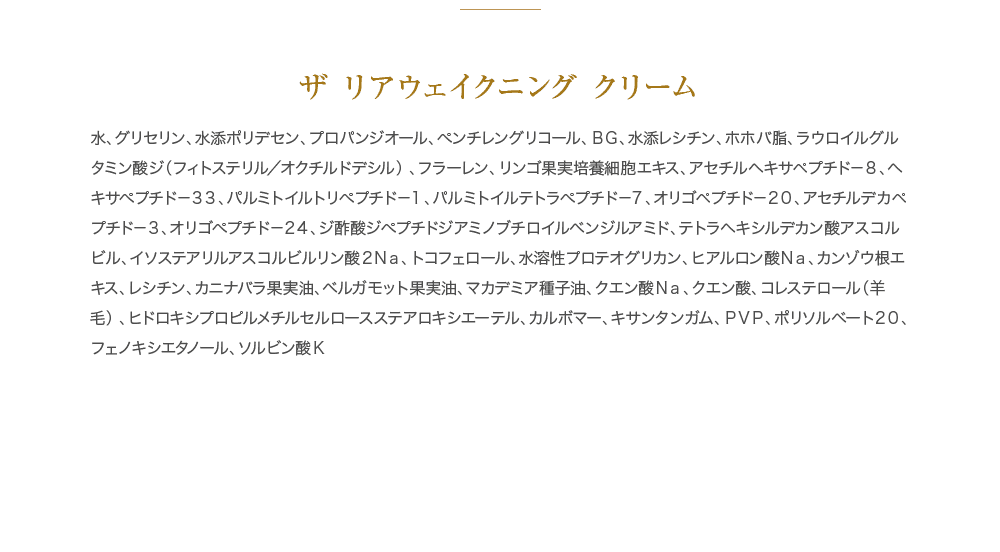 ザ リアウェイクニング クリーム
水、グリセリン、水添ポリデセン、プロパンジオール、ペンチレングリコール、ＢＧ、水添レシチン、ホホバ脂、ラウロイルグル
タミン酸ジ（フィトステリル／オクチルドデシル）、フラーレン、リンゴ果実培養細胞エキス、アセチルヘキサペプチド－８、ヘ
キサペプチド－３３、パルミトイルトリペプチド－１、パルミトイルテトラペプチド－７、オリゴペプチド－２０、アセチルデカペ
プチド－３、オリゴペプチド－２４、ジ酢酸ジペプチドジアミノブチロイルベンジルアミド、テトラヘキシルデカン酸アスコル
ビル、イソステアリルアスコルビルリン酸２Ｎａ、トコフェロール、水溶性プロテオグリカン、ヒアルロン酸Ｎａ、カンゾウ根エ
キス、レシチン、カニナバラ果実油、ベルガモット果実油、マカデミア種子油、クエン酸Ｎａ、クエン酸、コレステロール（羊
毛）、ヒドロキシプロピルメチルセルロースステアロキシエーテル、カルボマー、キサンタンガム、ＰＶＰ、ポリソルベート２０、
フェノキシエタノール、ソルビン酸Ｋ